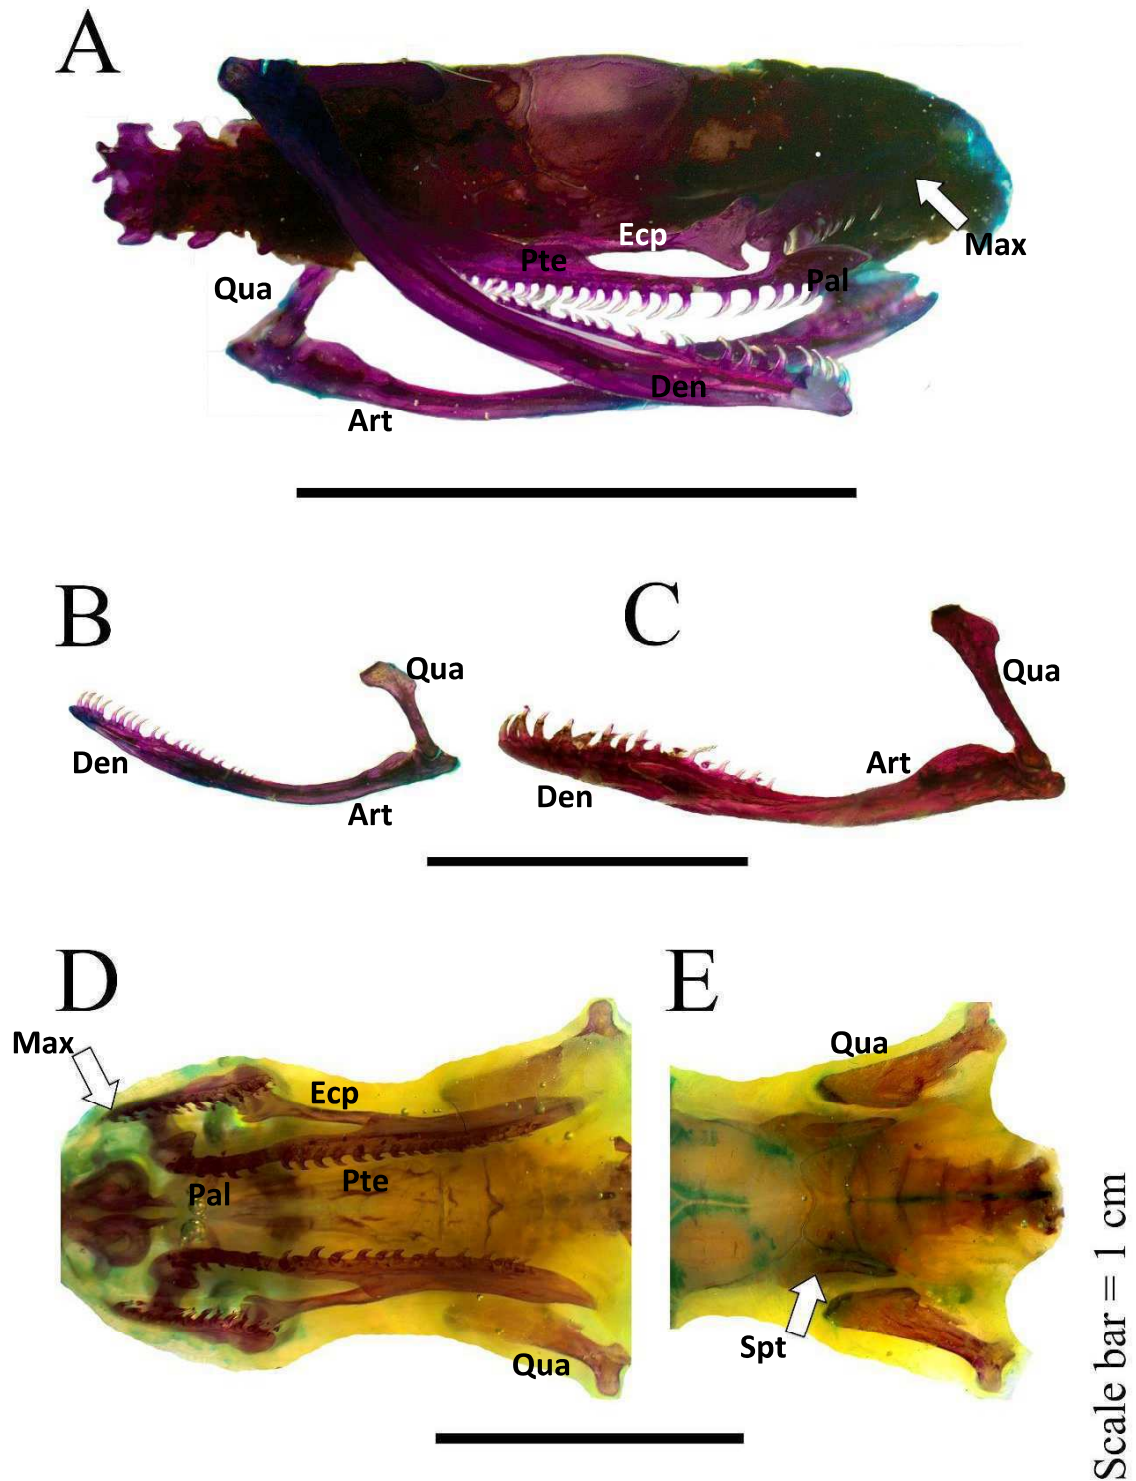 A
Ecp
Max
Pte
Pal
Qua
Den
Art
B
C
Qua
Qua
Den
Art
Den
Art
D
E
Max
Qua
Ecp
Pte
Pal
Spt
Qua
Scale bar = 1 cm